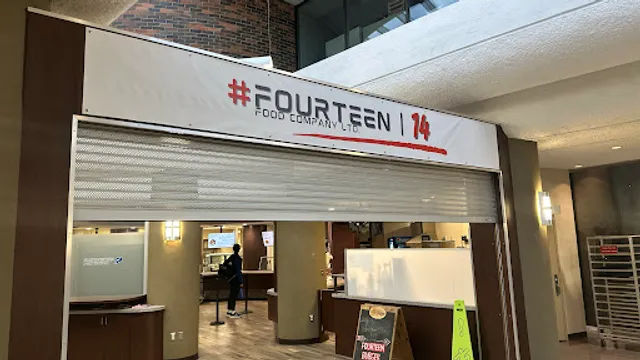 #FOURTEEN | 14
FOOD COMPANY LTD.
FOURTEEN
BURGER